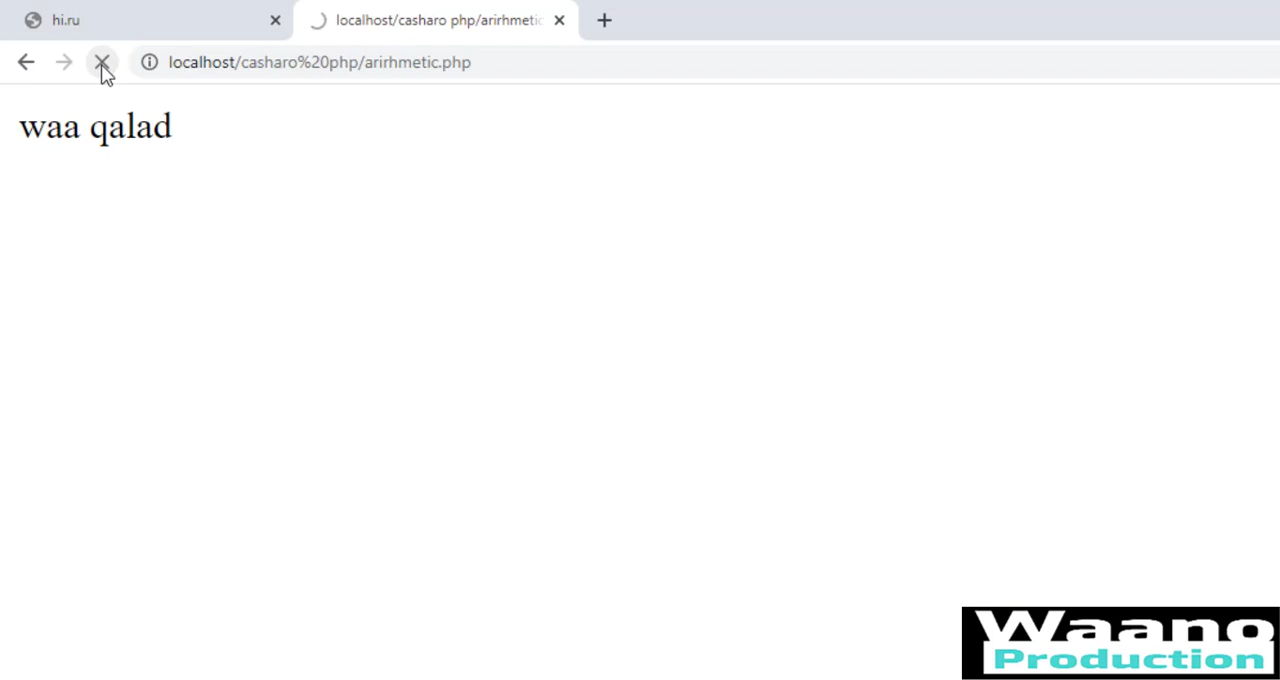 hi.ru
localhost/casharo php/arirhmetic
localhost/casharo%20php/arirhmetic.php
waa qalad
Waano
Production